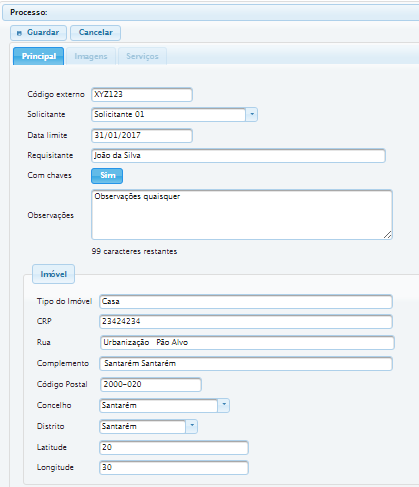 Processo:
Guardar Cancelar
Principal Imagens Serviços
Código externo XYZ123
Solicitante Solicitante 01
Data limite 31/01/2017
Requisitante João da Silva
Com chaves Sim
Observações Observações quaisquer
99 caracteres restantes
Imóvel
Tipo do Imóvel Casa
CRP 23424234
Rua Urbanização Pão Alvo
Complemento Santarém Santarém
Código Postal 2000-020
Concelho Santarém
Distrito Santarém
Latitude 20
Longitude 30